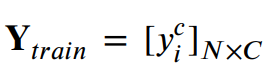 𝐘_{train} = [y_i^c]_{N×C}